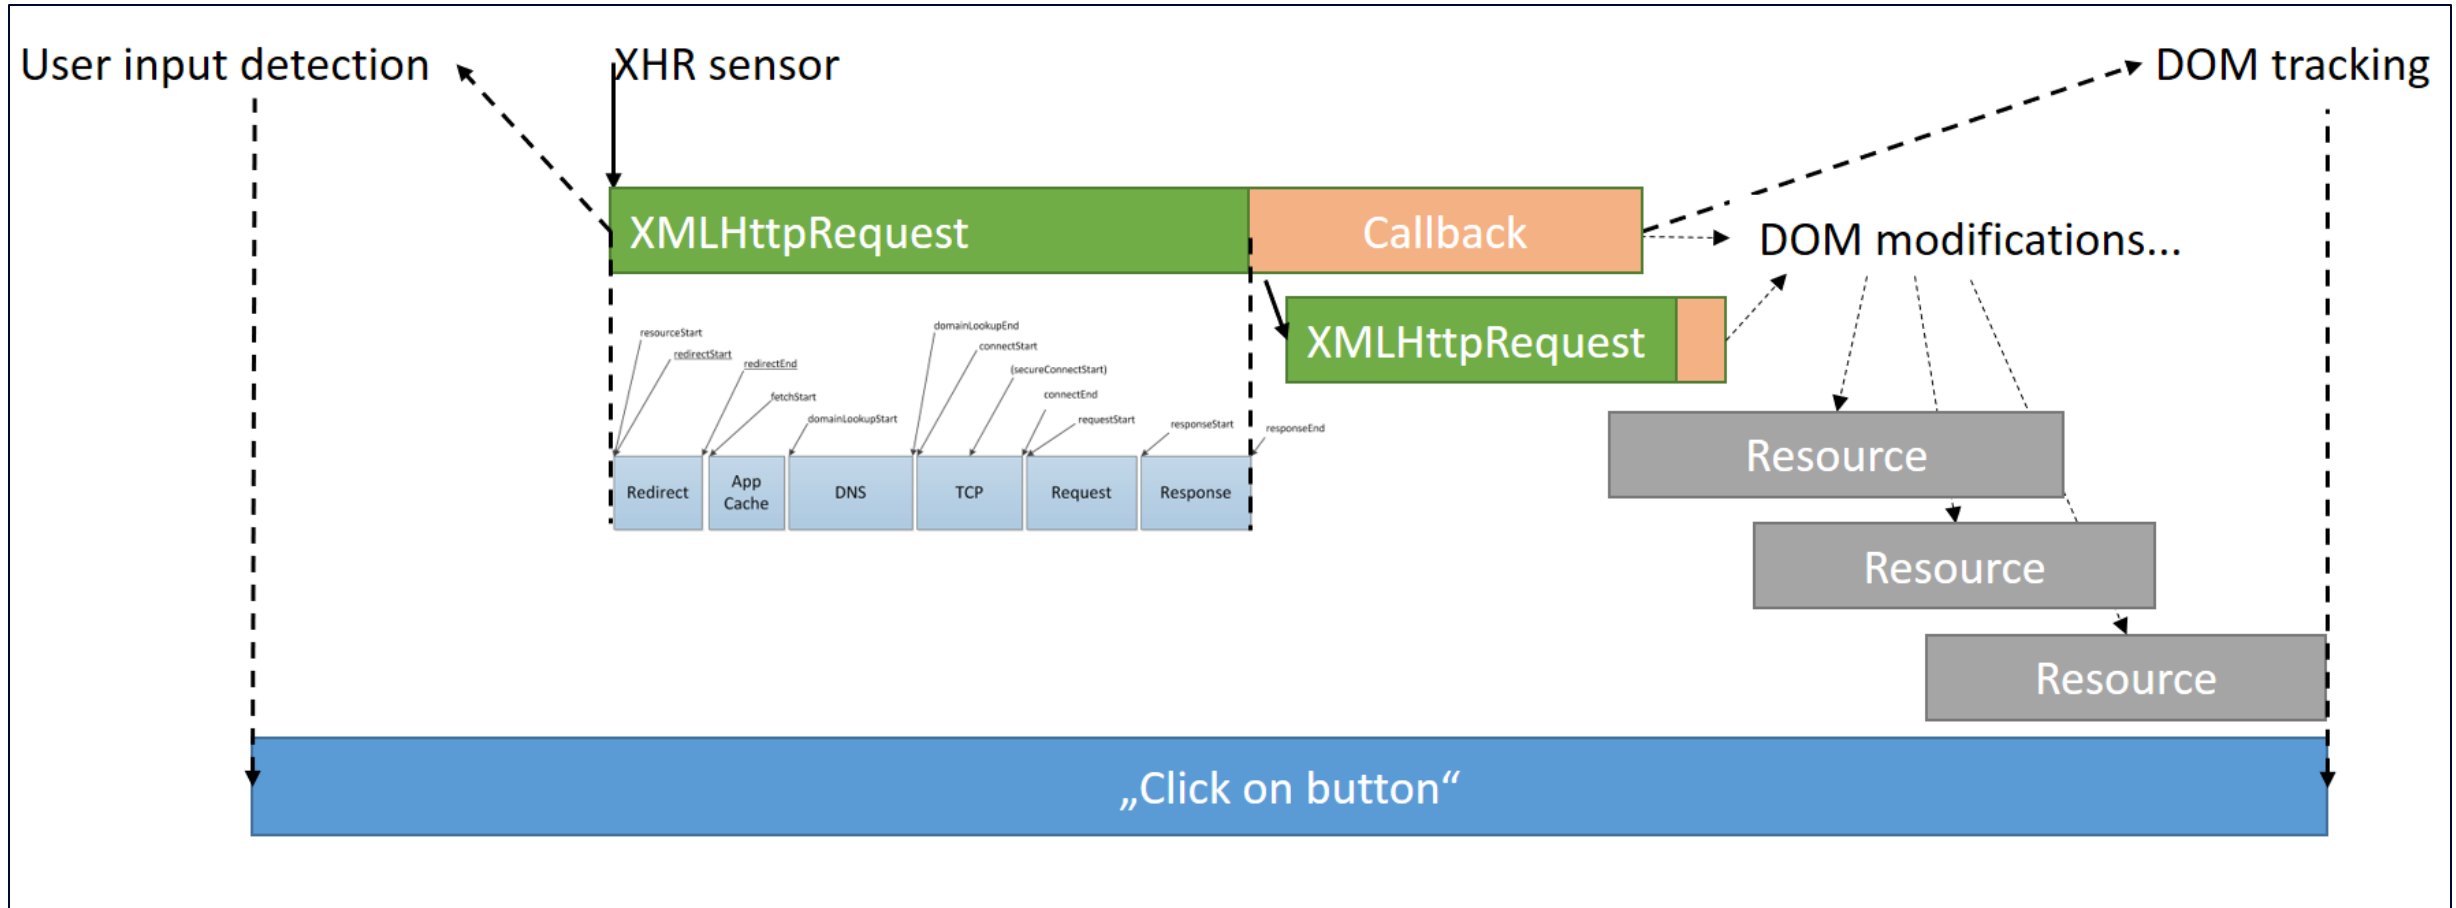 User input detection
XHR sensor
DOM tracking
XMLHttpRequest
Callback
DOM modifications...
XMLHttpRequest
resourceStart
redirectStart
redirectEnd
fetchStart
domainLookupStart
domainLookupEnd
connectStart
(secureConnectStart)
connectEnd
requestStart
responseStart
responseEnd
Redirect
App
Cache
DNS
TCP
Request
Response
Resource
Resource
Resource
„Click on button“